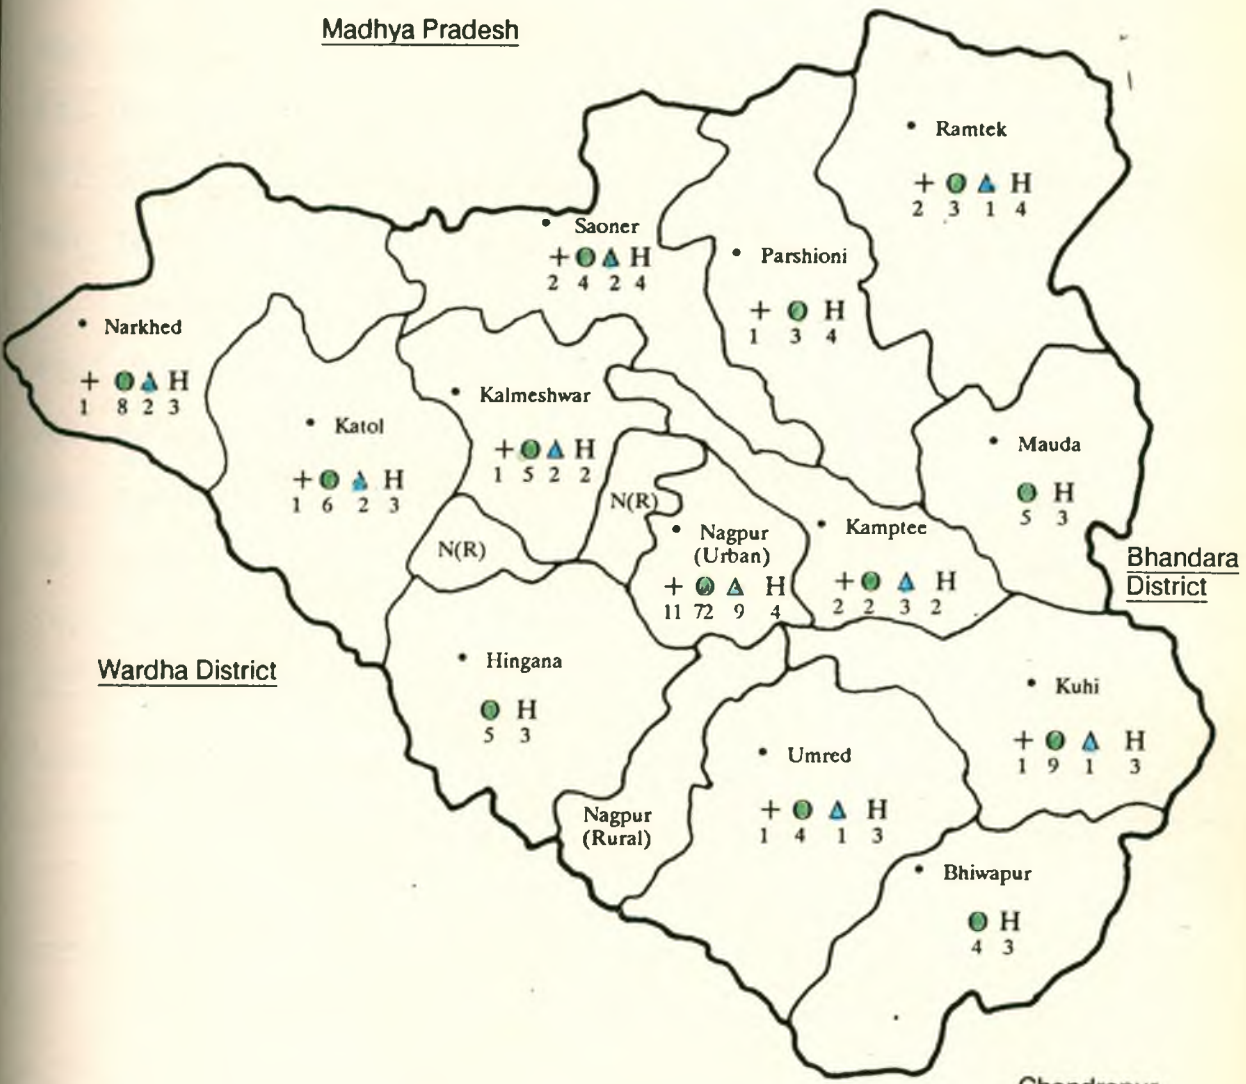 Madhya Pradesh
Ramtek
+ H
2 3 1 4
Saoner
+ H
2 4 2 4
Parshioni
+ H
1 3 4
Narkhed
+ H
1 8 2 3
Kalmeshwar
+ H
1 5 2 2
Katol
+ H
1 6 2 3
Mauda
H
5 3
N(R)
N(R)
Nagpur
(Urban)
+ H
11 72 9 4
Kamptee
+ H
2 2 3 2
Bhandara
District
Wardha District
Hingana
H
5 3
Kuhi
+ H
1 9 1 3
Umred
+ H
1 4 1 3
Nagpur
(Rural)
Bhiwapur
H
4 3